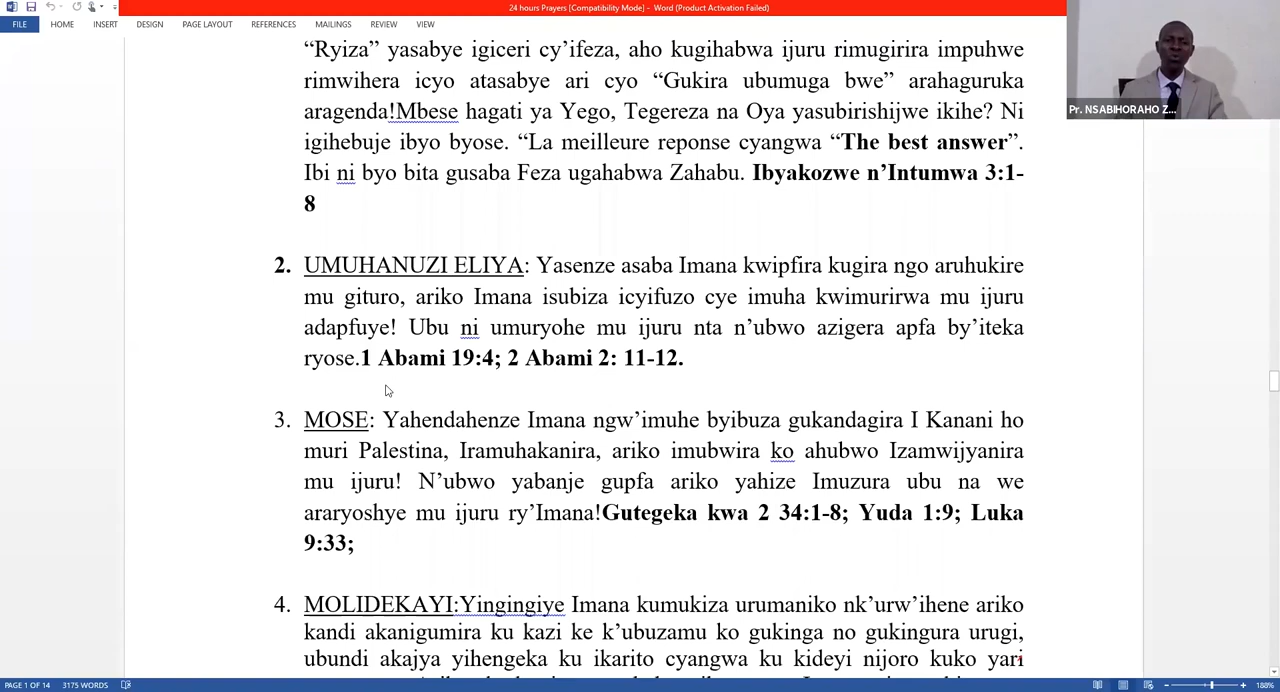 24 hours Prayers [Compatibility Mode] - Word (Product Activation Failed)
FILE HOME INSERT DESIGN PAGE LAYOUT REFERENCES MAILINGS REVIEW VIEW
Pr. NSABIHORAHO Z...
“Ryiza” yasabye igiceri cy’ifeza, aho kugihabwa ijuru rimugirira impuhwe
rimwihera icyo atasabye ari cyo “Gukira ubumuga bwe” arahaguruka
aragenda!Mbese hagati ya Yego, Tegereza na Oya yasubirishijwe ikihe? Ni
igihebuje ibyo byose. “La meilleure reponse cyangwa “The best answer”.
Ibi ni byo bita gusaba Feza ugahabwa Zahabu. Ibyakozwe n’Intumwa 3:1-
8
2. UMUHANUZI ELIYA: Yasenze asaba Imana kwipfira kugira ngo aruhukire
mu gituro, ariko Imana isubiza icyifuzo cye imuha kwimurirwa mu ijuru
adapfuye! Ubu ni umuryohe mu ijuru nta n’ubwo azigera apfa by’iteka
ryose.1 Abami 19:4; 2 Abami 2: 11-12.
3. MOSE: Yahendahenze Imana ngw’imuhe byibuza gukandagira I Kanani ho
muri Palestina, Iramuhakanira, ariko imubwira ko ahubwo Izamwijyanira
mu ijuru! N’ubwo yabanje gupfa ariko yahize Imuzura ubu na we
araryoshye mu ijuru ry’Imana!Gutegeka kwa 2 34:1-8; Yuda 1:9; Luka
9:33;
4. MOLIDEKAYI:Yingingiye Imana kumukiza urumaniko nk’urw’ihene ariko
kandi akanigumira ku kazi ke k’ubuzamu ko gukinga no gukingura urugi,
ubundi akajya yihengeka ku ikarito cyangwa ku kideyi nijoro kuko yari
PAGE 1 OF 14 3175 WORDS 188%